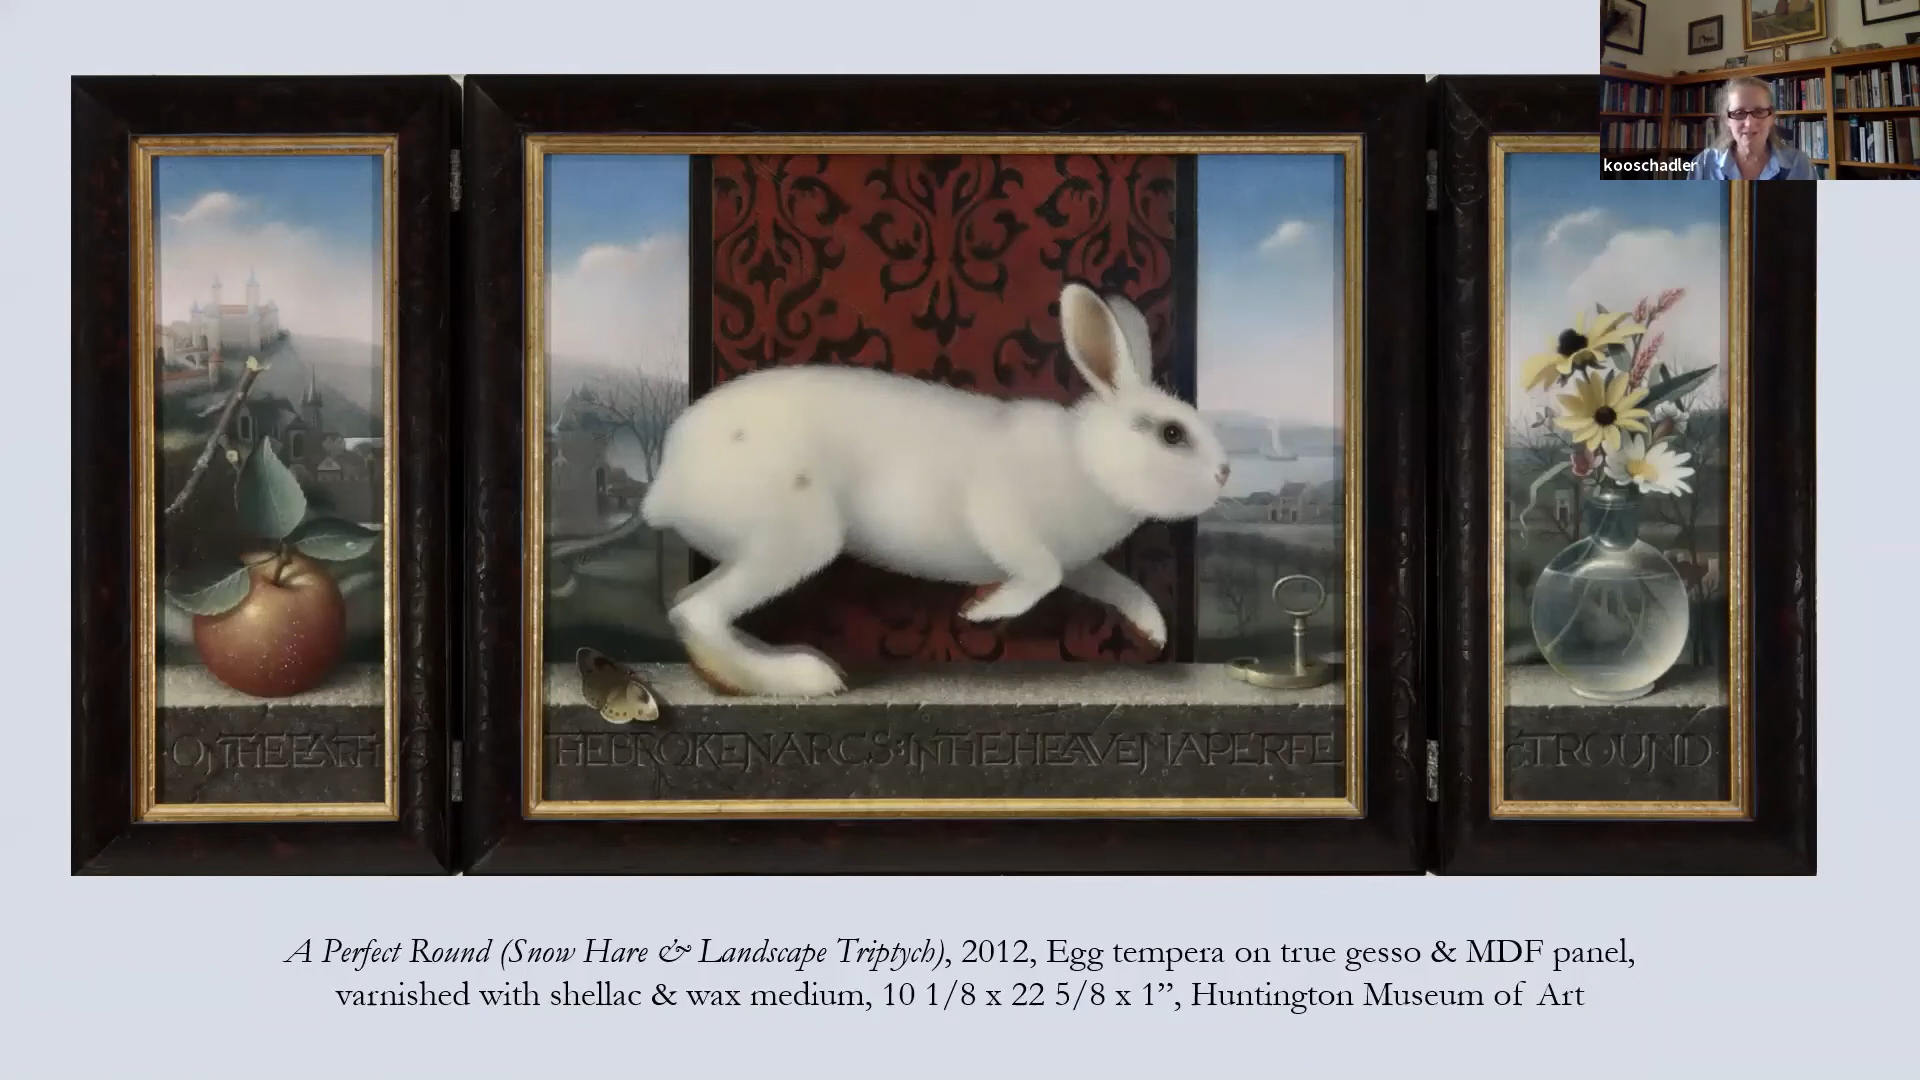 kooschadler
ON THE EARTH THE BROKEN ARCS : IN THE HEAVEN A PERFECT ROUND
A Perfect Round (Snow Hare & Landscape Triptych), 2012, Egg tempera on true gesso & MDF panel,
varnished with shellac & wax medium, 10 1/8 x 22 5/8 x 1”, Huntington Museum of Art